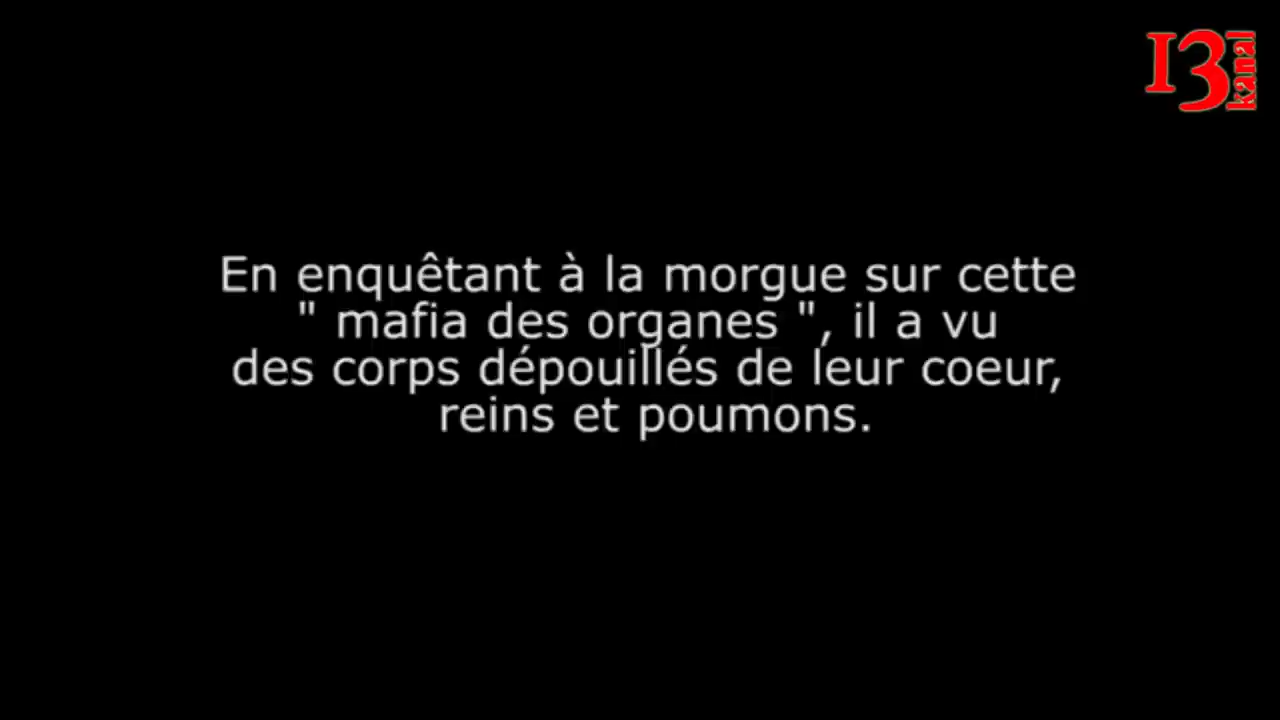 13 kanal
En enquêtant à la morgue sur cette
" mafia des organes ", il a vu
des corps dépouillés de leur coeur,
reins et poumons.